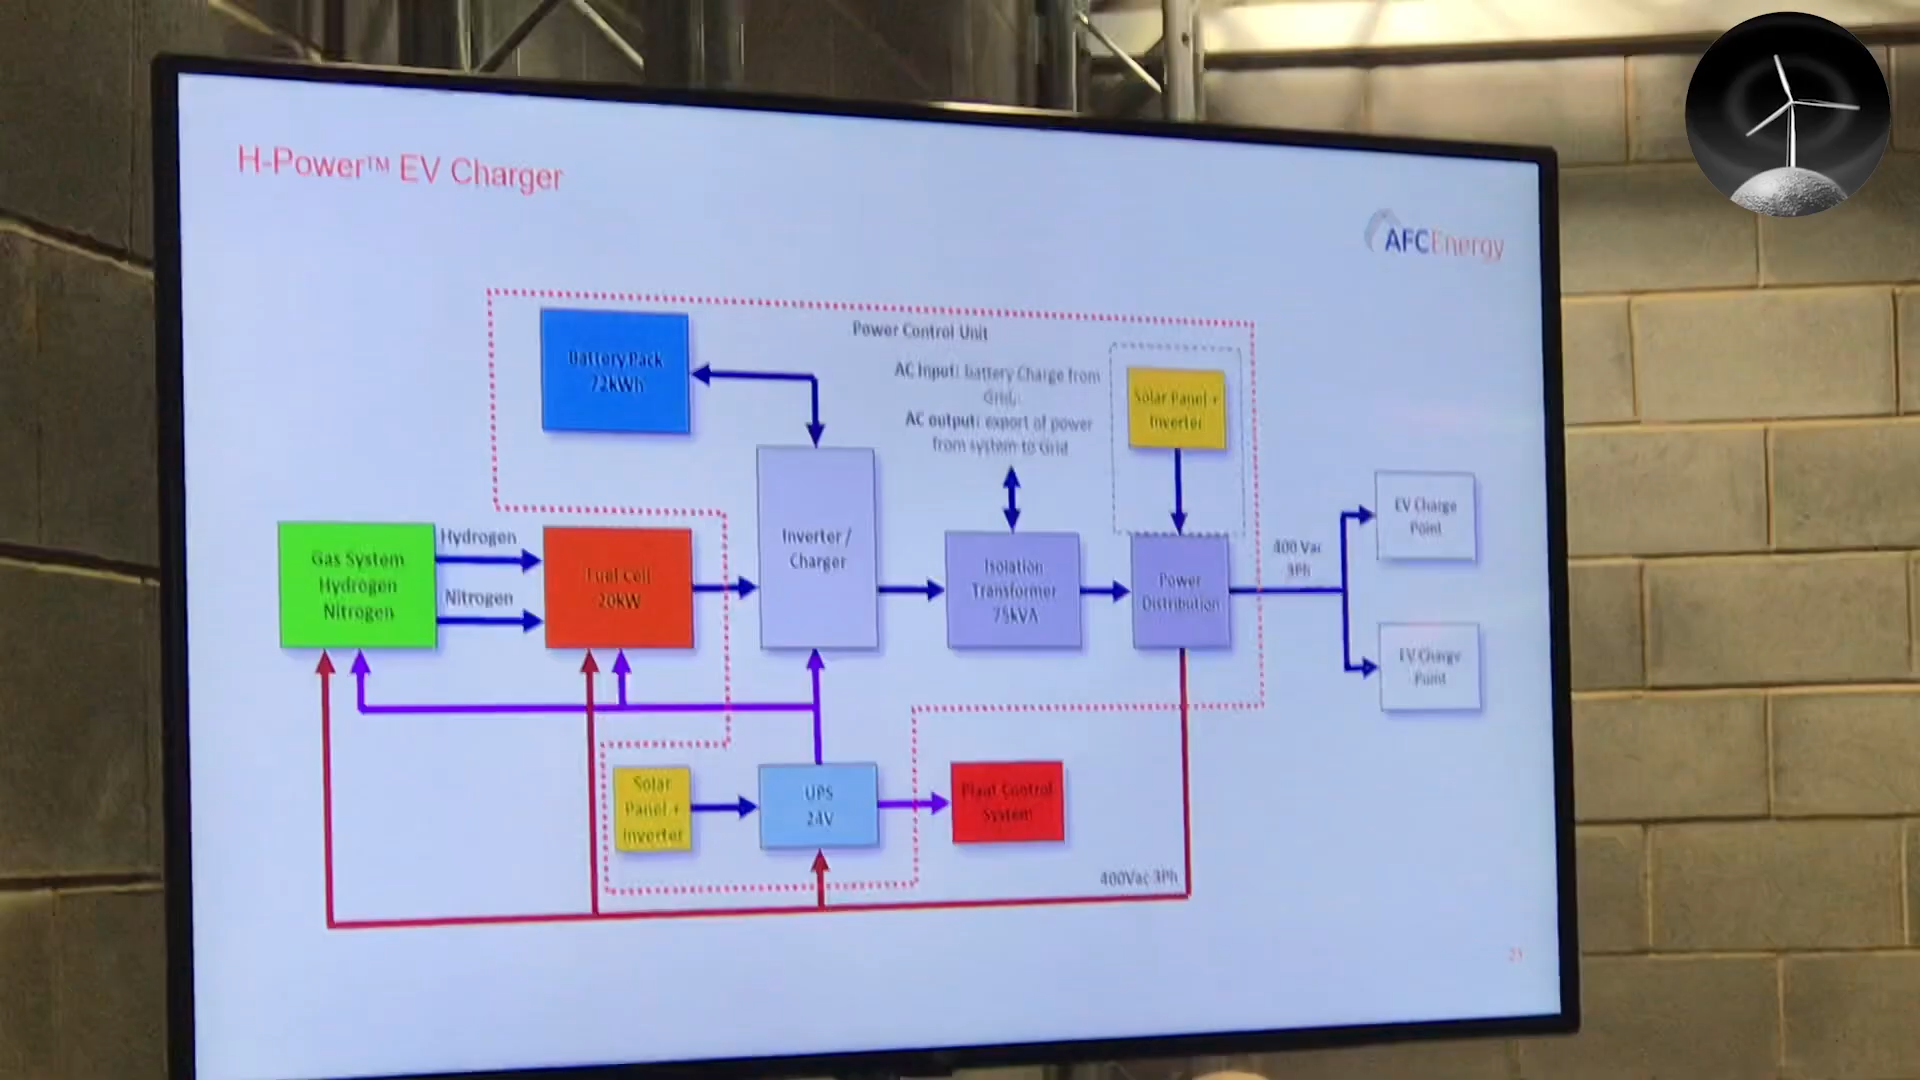 H-Power™ EV Charger
AFCEnergy
Power Control Unit
Battery Pack
72kWh
AC Input: battery Charge from
Grid,
AC output: export of power
from system to Grid
Solar Panel +
Inverter
Gas System
Hydrogen
Nitrogen
Hydrogen
Nitrogen
Fuel Cell
20kW
Inverter /
Charger
Isolation
Transformer
75kVA
Power
Distribution
400 Vac
3Ph
EV Charge
Point
EV Charge
Point
Solar
Panel +
Inverter
UPS
24V
Plant Control
System
400Vac 3Ph